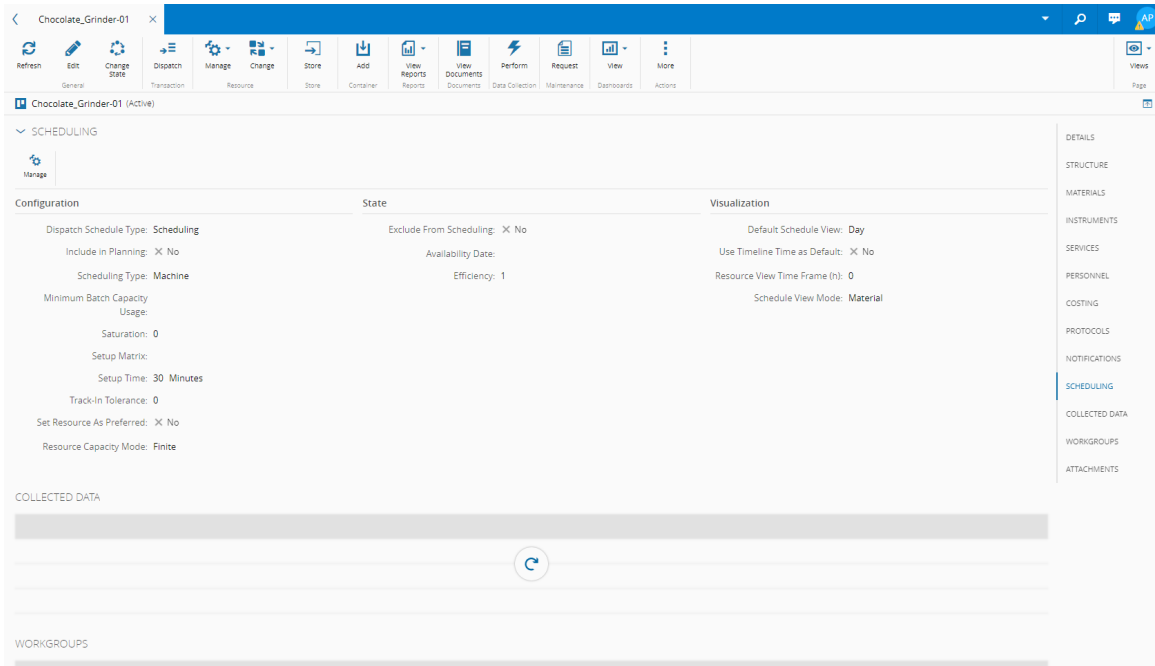 Chocolate_Grinder-01
AP
Refresh
Edit
Change State
Dispatch
Manage
Change
Store
Add
View Reports
View Documents
Perform
Request
View
More
Views
General
Transaction
Resource
Store
Container
Reports
Documents
Data Collection
Maintenance
Dashboards
Actions
Page
Chocolate_Grinder-01 (Active)
SCHEDULING
Manage
Configuration
Dispatch Schedule Type: Scheduling
Include in Planning: No
Scheduling Type: Machine
Minimum Batch Capacity
Usage:
Saturation: 0
Setup Matrix:
Setup Time: 30 Minutes
Track-In Tolerance: 0
Set Resource As Preferred: No
Resource Capacity Mode: Finite
State
Exclude From Scheduling: No
Availability Date:
Efficiency: 1
Visualization
Default Schedule View: Day
Use Timeline Time as Default: No
Resource View Time Frame (h): 0
Schedule View Mode: Material
DETAILS
STRUCTURE
MATERIALS
INSTRUMENTS
SERVICES
PERSONNEL
COSTING
PROTOCOLS
NOTIFICATIONS
SCHEDULING
COLLECTED DATA
WORKGROUPS
ATTACHMENTS
COLLECTED DATA
WORKGROUPS